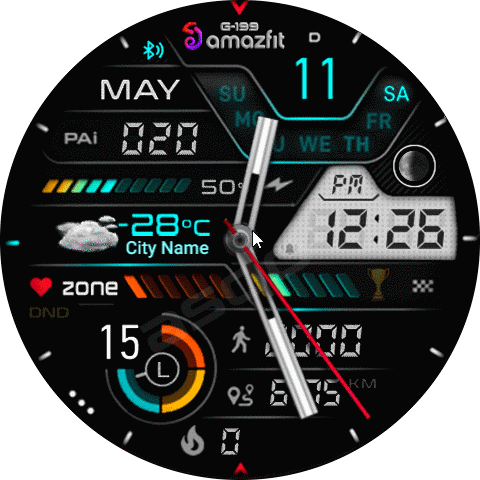 G-199
amazfit D
MAY
11
SU MO TU WE TH FR SA
PAi 020
50
PM
12:26
-28°C
City Name
zone
DND
15
L
KM
0